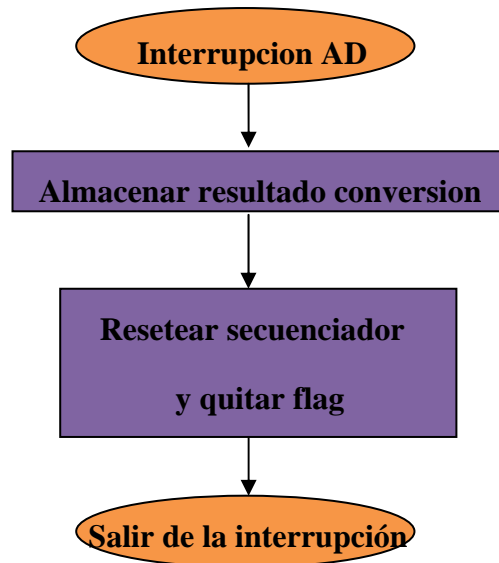 Interrupcion AD
Almacenar resultado conversion
Resetear secuenciador
y quitar flag
Salir de la interrupción